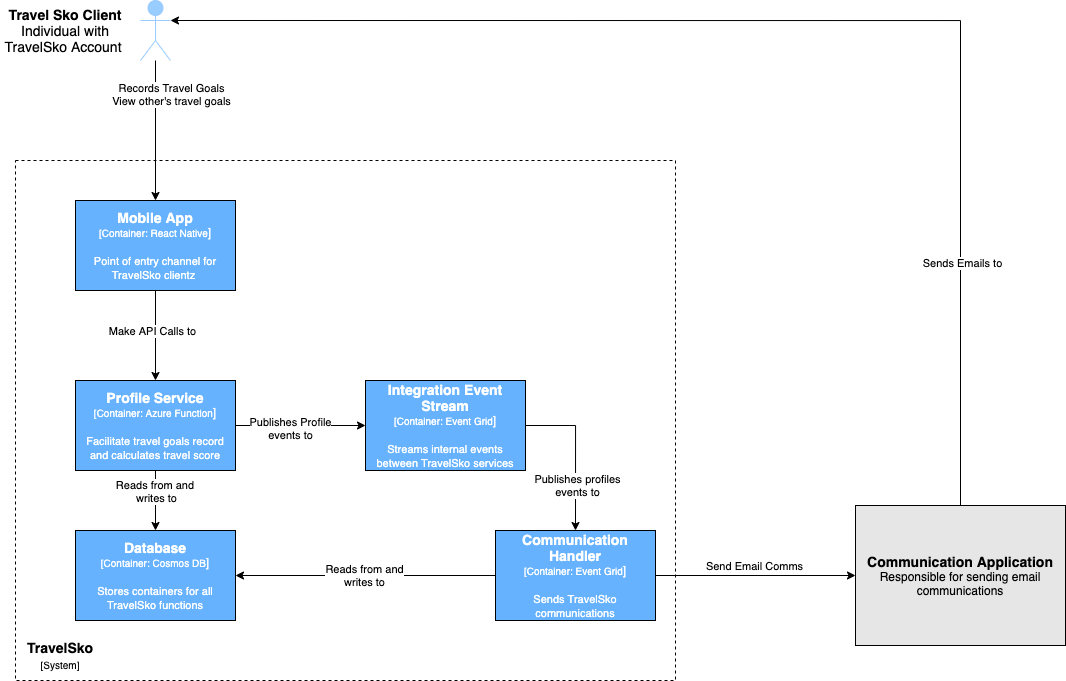 Travel Sko Client
Individual with
TravelSko Account
Records Travel Goals
View other's travel goals
Mobile App
[Container: React Native]
Point of entry channel for
TravelSko clientz
Sends Emails to
Make API Calls to
Profile Service
[Container: Azure Function]
Facilitate travel goals record
and calculates travel score
Publishes Profile
events to
Integration Event
Stream
[Container: Event Grid]
Streams internal events
between TravelSko services
Reads from and
writes to
Publishes profiles
events to
Database
[Container: Cosmos DB]
Stores containers for all
TravelSko functions
Reads from and
writes to
Communication
Handler
[Container: Event Grid]
Sends TravelSko
communications
Send Email Comms
Communication Application
Responsible for sending email
communications
TravelSko
[System]